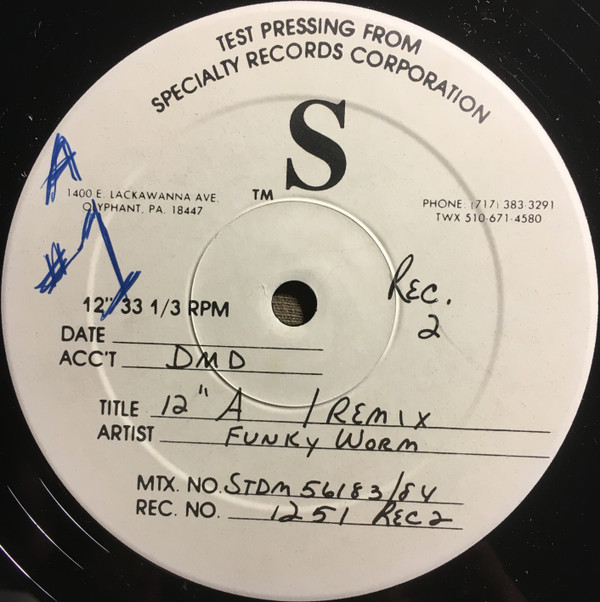 TEST PRESSING FROM
SPECIALTY RECORDS CORPORATION
S
TM
A
1400 E. LACKAWANNA AVE.
OLYPHANT, PA. 18447
PHONE: (717) 383-3291
TWX 510-671-4580
#1
REC.
2
12" 33 1/3 RPM
DATE
ACC'T DMD
TITLE 12" A / REMIX
ARTIST FUNKY WORM
MTX. NO. STDM 56183/84
REC. NO. 1251 REC 2